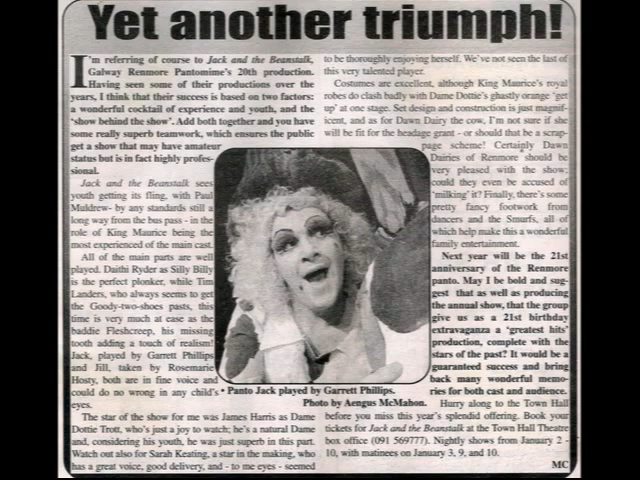 Yet another triumph!
I'm referring of course to Jack and the Beanstalk,
Galway Renmore Pantomime's 20th production.
Having seen some of their productions over the
years, I think that their success is based on two factors:
a wonderful cocktail of experience and youth, and the
'show behind the show'. Add both together and you have
some really superb teamwork, which ensures the public
get a show that may have amateur
status but is in fact highly profes-
sional.
Jack and the Beanstalk sees
youth getting its fling, with Paul
Muldrew- by any standards still a
long way from the bus pass - in the
role of King Maurice being the
most experienced of the main cast.
All of the main parts are well
played. Daithi Ryder as Silly Billy
is the perfect plonker, while Tim
Landers, who always seems to get
the Goody-two-shoes pasts, this
time is very much at case as the
baddie Fleshcreep, his missing
tooth adding a touch of realism!
Jack, played by Garrett Phillips
and Jill, taken by Rosemarie
Hosty, both are in fine voice and
could do no wrong in any child's
eyes.
The star of the show for me was James Harris as Dame
Dottie Trott, who's just a joy to watch; he's a natural Dame
and, considering his youth, he was just superb in this part.
Watch out also for Sarah Keating, a star in the making, who
has a great voice, good delivery, and - to me eyes - seemed
to be thoroughly enjoying herself. We've not seen the last of
this very talented player.
Costumes are excellent, although King Maurice's royal
robes do clash badly with Dame Dottie's ghastly orange 'get
up' at one stage. Set design and construction is just magnif-
icent, and as for Dawn Dairy the cow, I'm not sure if she
will be fit for the headage grant - or should that be a scrap-
page scheme! Certainly Dawn
Dairies of Renmore should be
very pleased with the show;
could they even be accused of
'milking' it? Finally, there's some
pretty fancy footwork from
dancers and the Smurfs, all of
which help make this a wonderful
family entertainment.
Next year will be the 21st
anniversary of the Renmore
panto. May I be bold and sug-
gest that as well as producing
the annual show, that the group
give us as a 21st birthday
extravaganza a 'greatest hits'
production, complete with the
stars of the past? It would be a
guaranteed success and bring
back many wonderful memo-
ries for both cast and audience.
Hurry along to the Town Hall
before you miss this year's splendid offering. Book your
tickets for Jack and the Beanstalk at the Town Hall Theatre
box office (091 569777). Nightly shows from January 2 -
10, with matinees on January 3, 9, and 10.
MC
• Panto Jack played by Garrett Phillips.
Photo by Aengus McMahon.